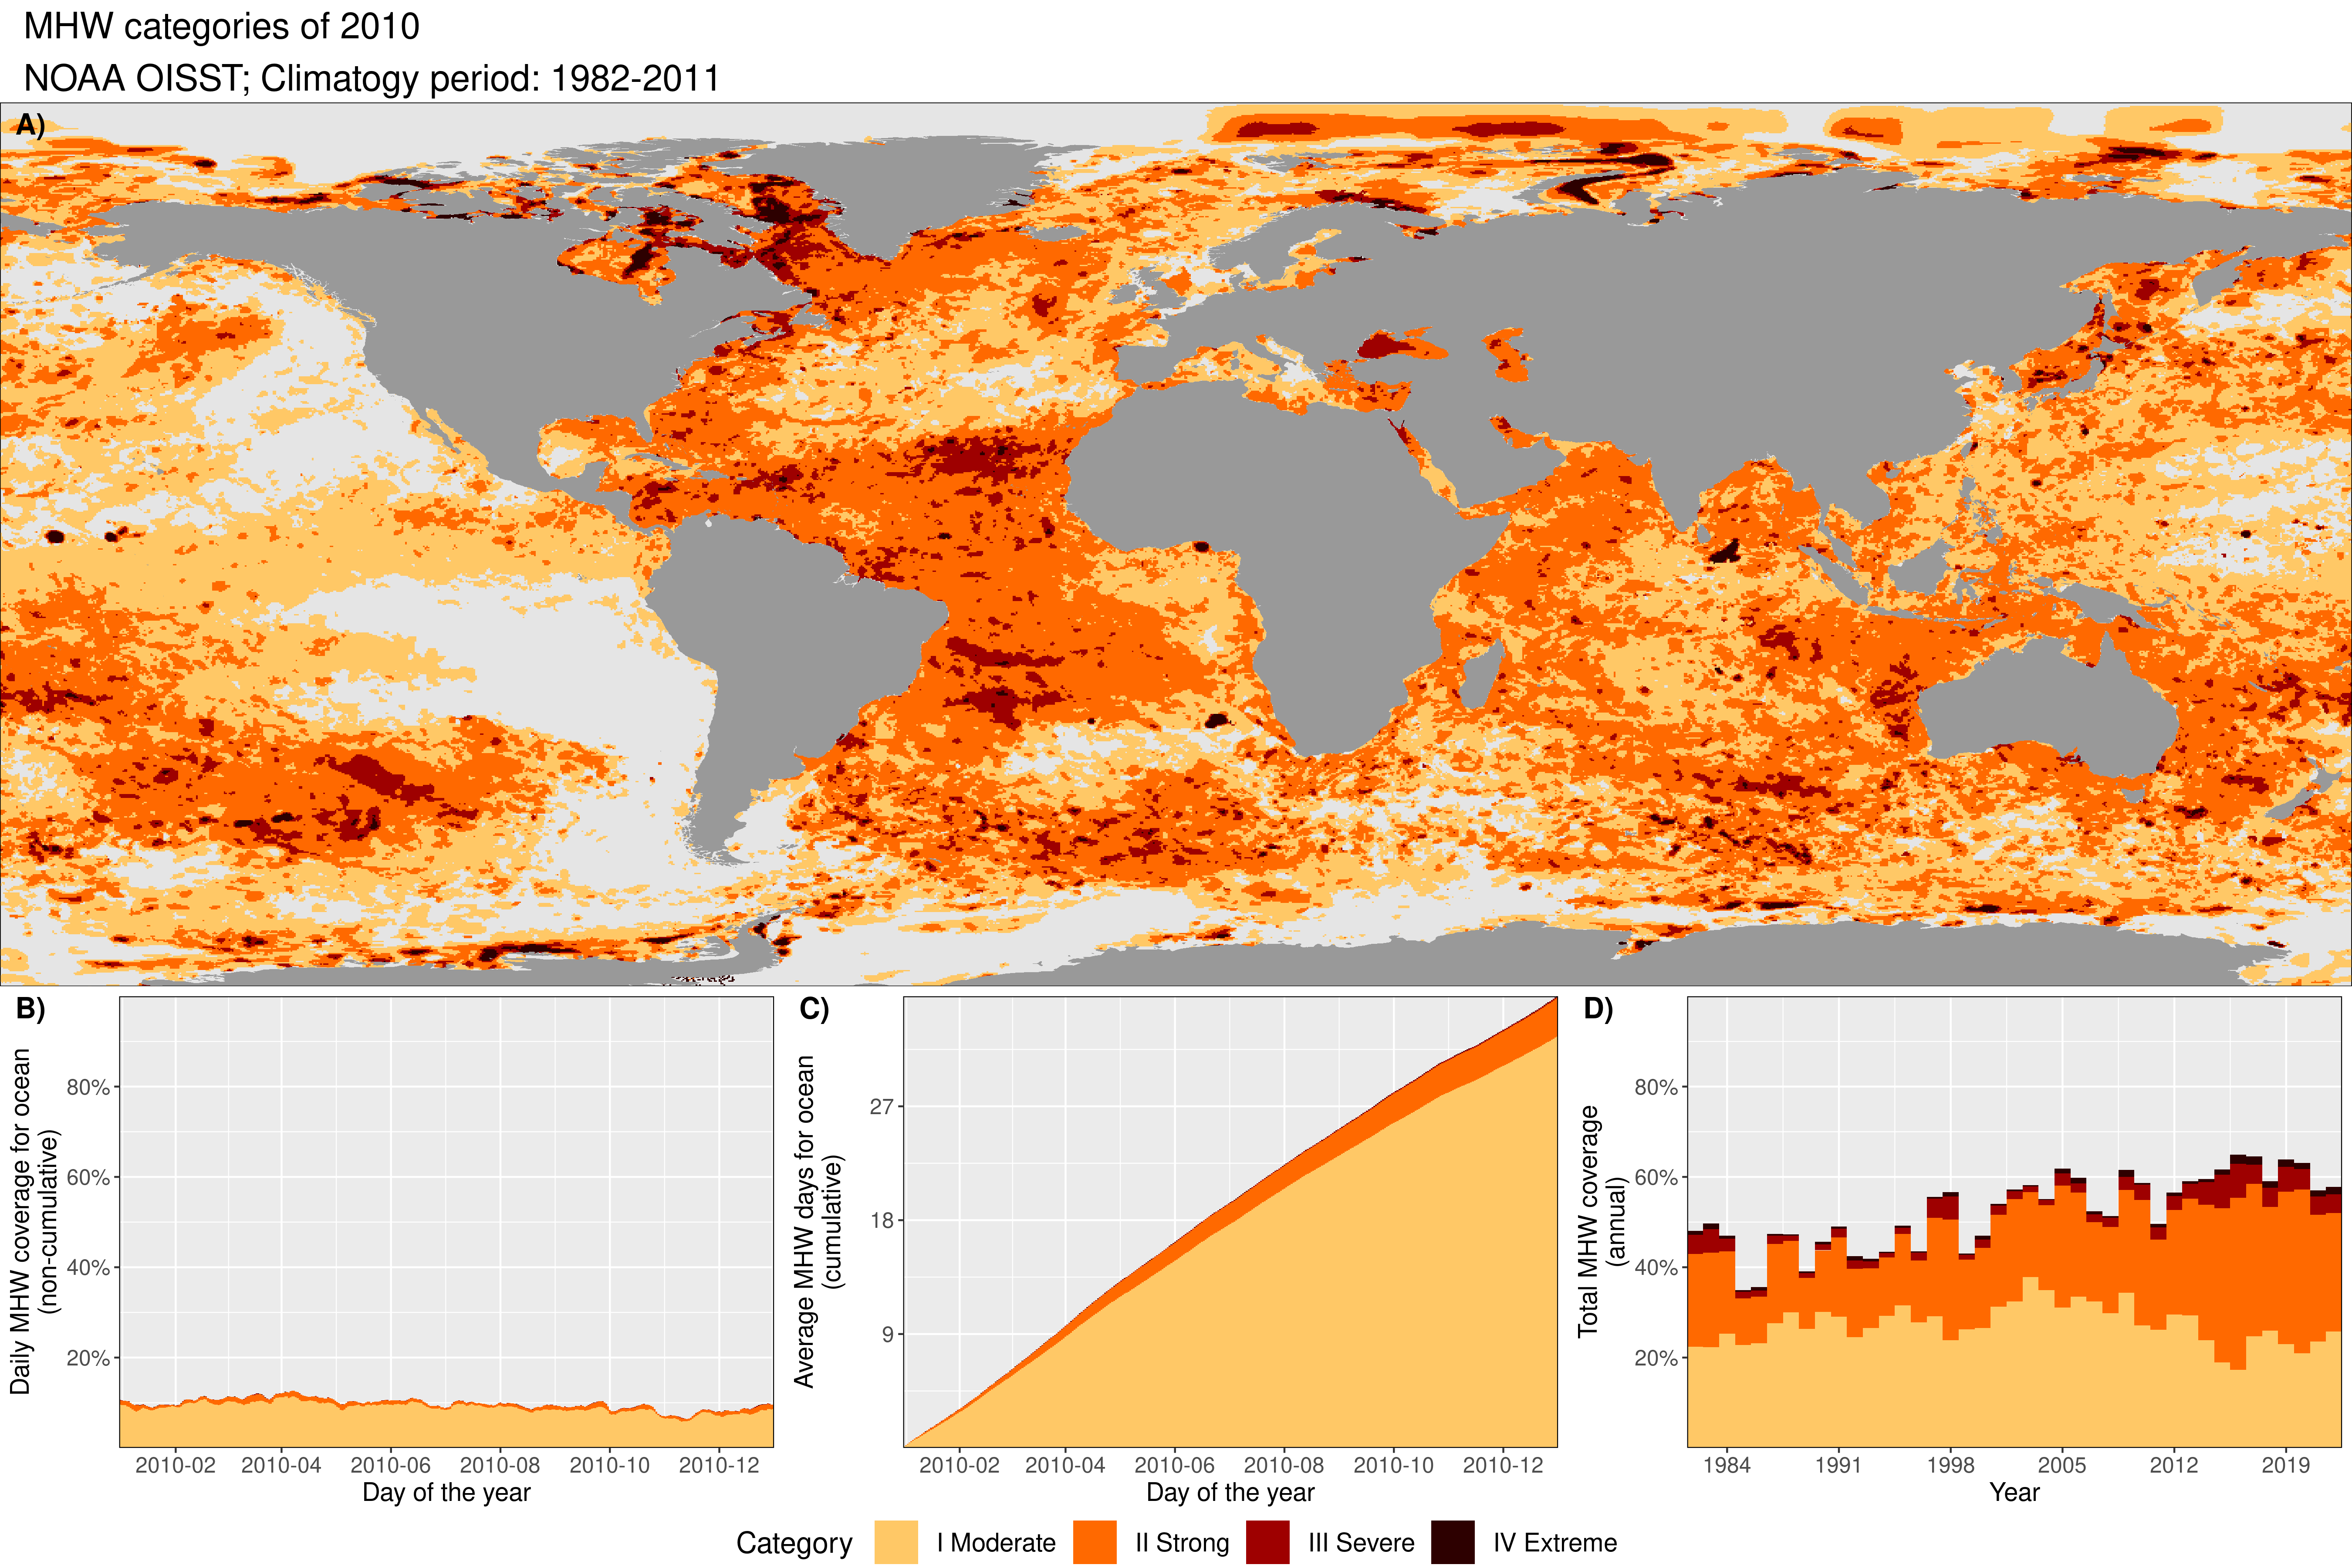 MHW categories of 2010
NOAA OISST; Climatogy period: 1982-2011
A)
B)
Daily MHW coverage for ocean
(non-cumulative)
80%
60%
40%
20%
2010-02 2010-04 2010-06 2010-08 2010-10 2010-12
Day of the year
C)
Average MHW days for ocean
(cumulative)
27
18
9
2010-02 2010-04 2010-06 2010-08 2010-10 2010-12
Day of the year
D)
Total MHW coverage
(annual)
80%
60%
40%
20%
1984 1991 1998 2005 2012 2019
Year
Category I Moderate II Strong III Severe IV Extreme